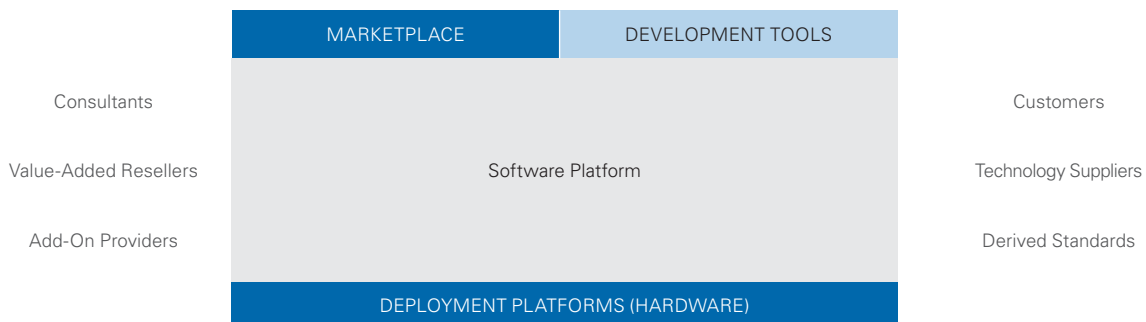 MARKETPLACE
DEVELOPMENT TOOLS
Consultants
Customers
Value-Added Resellers
Software Platform
Technology Suppliers
Add-On Providers
Derived Standards
DEPLOYMENT PLATFORMS (HARDWARE)